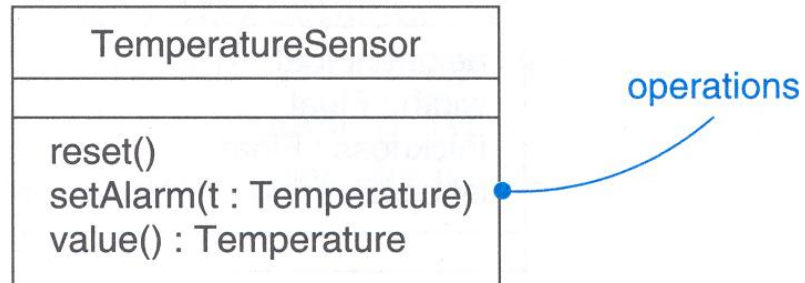 TemperatureSensor
operations
reset()
setAlarm(t : Temperature)
value() : Temperature